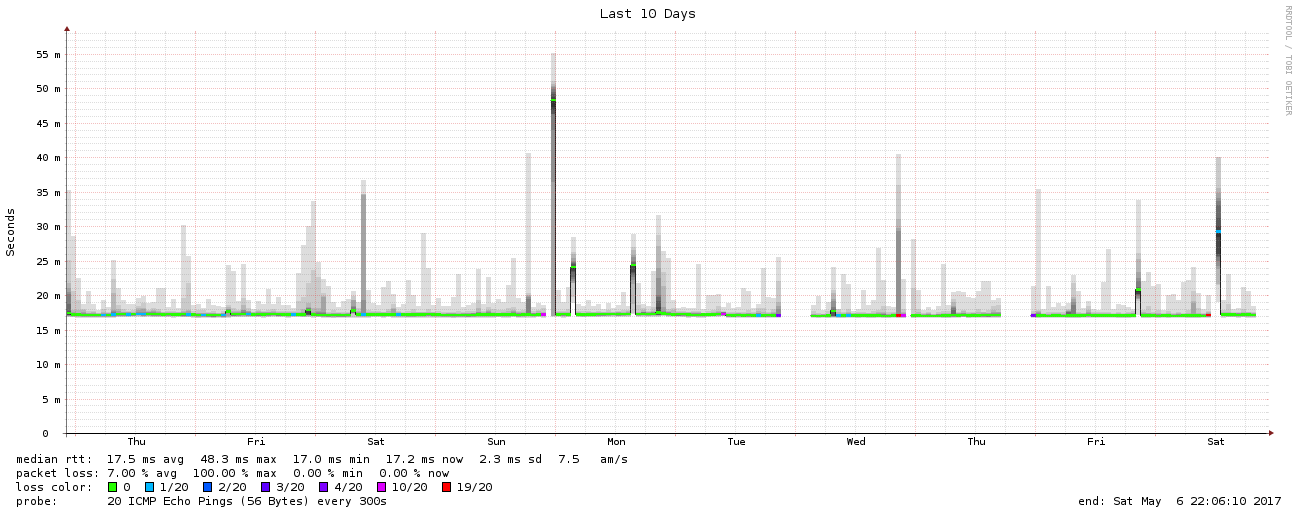 Last 10 Days
RRDTOOL / TOBI OETIKER
Seconds
55 m
50 m
45 m
40 m
35 m
30 m
25 m
20 m
15 m
10 m
5 m
0
Thu Fri Sat Sun Mon Tue Wed Thu Fri Sat
median rtt: 17.5 ms avg 48.3 ms max 17.0 ms min 17.2 ms now 2.3 ms sd 7.5 am/s
packet loss: 7.00 % avg 100.00 % max 0.00 % min 0.00 % now
loss color: 0 1/20 2/20 3/20 4/20 10/20 19/20
probe: 20 ICMP Echo Pings (56 Bytes) every 300s end: Sat May 6 22:06:10 2017